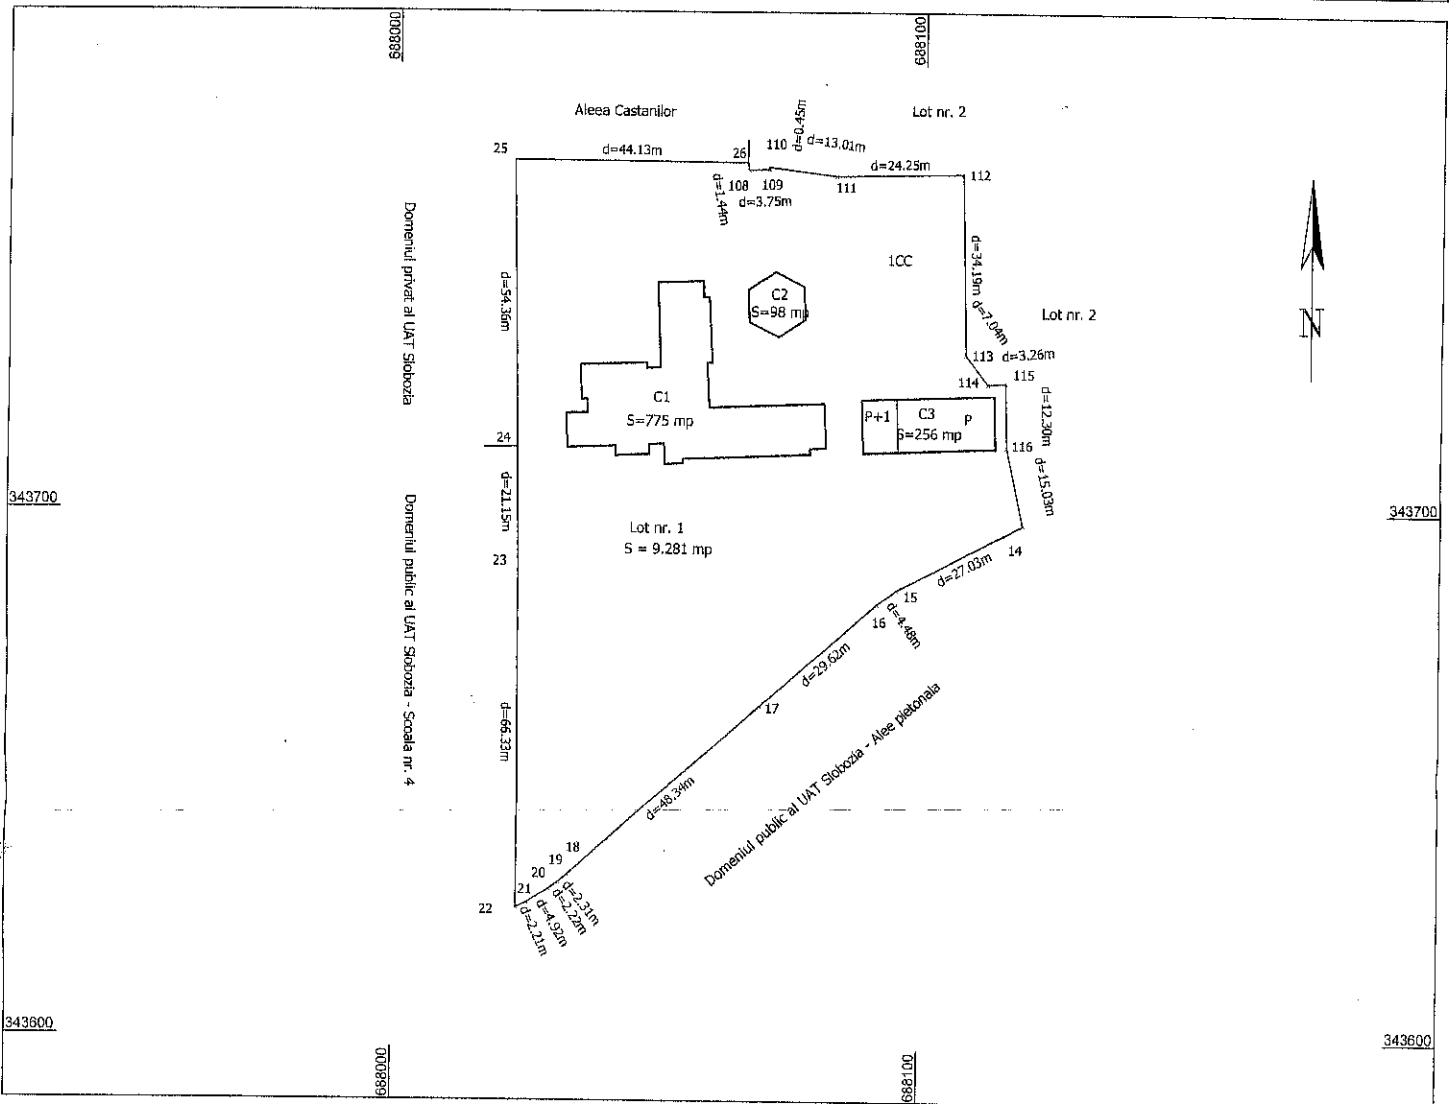 688000
688100
Aleea Castanilor
Lot nr. 2
25
d=44.13m
26
110
d=0.45m
d=13.01m
d=24.25m
112
108
109
111
d=1.44m
d=3.75m
Domeniul privat al UAT Slobozia
d=54.36m
1CC
d=34.19m
d=7.04m
C2
S=98 mp
Lot nr. 2
N
113
d=3.26m
114
115
d=12.30m
C1
S=775 mp
P+1
C3
P
S=256 mp
116
24
d=21.15m
d=15.03m
343700
343700
Domeniul public al UAT Slobozia - Scoala nr. 4
Lot nr. 1
S = 9.281 mp
23
14
d=27.03m
15
16
d=4.48m
d=29.62m
17
d=66.33m
Domeniul public al UAT Slobozia - Alee pietonala
d=48.34m
18
19
20
21
22
d=2.31m
d=2.22m
d=4.92m
d=2.21m
343600
343600
688000
688100